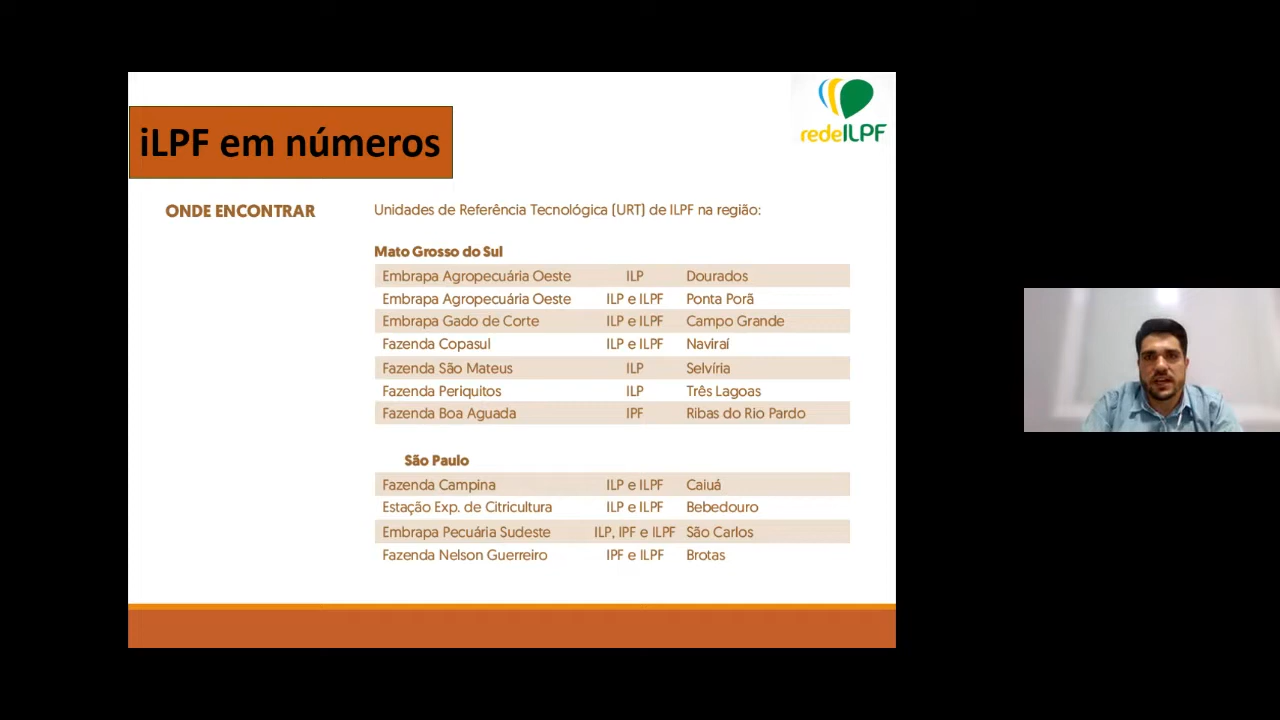 redeILPF
iLPF em números
ONDE ENCONTRAR
Unidades de Referência Tecnológica (URT) de ILPF na região:
Mato Grosso do Sul
Embrapa Agropecuária Oeste ILP Dourados
Embrapa Agropecuária Oeste ILP e ILPF Ponta Porã
Embrapa Gado de Corte ILP e ILPF Campo Grande
Fazenda Copasul ILP e ILPF Naviraí
Fazenda São Mateus ILP Selvíria
Fazenda Periquitos ILP Três Lagoas
Fazenda Boa Aguada IPF Ribas do Rio Pardo
São Paulo
Fazenda Campina ILP e ILPF Caiuá
Estação Exp. de Citricultura ILP e ILPF Bebedouro
Embrapa Pecuária Sudeste ILP, IPF e ILPF São Carlos
Fazenda Nelson Guerreiro IPF e ILPF Brotas